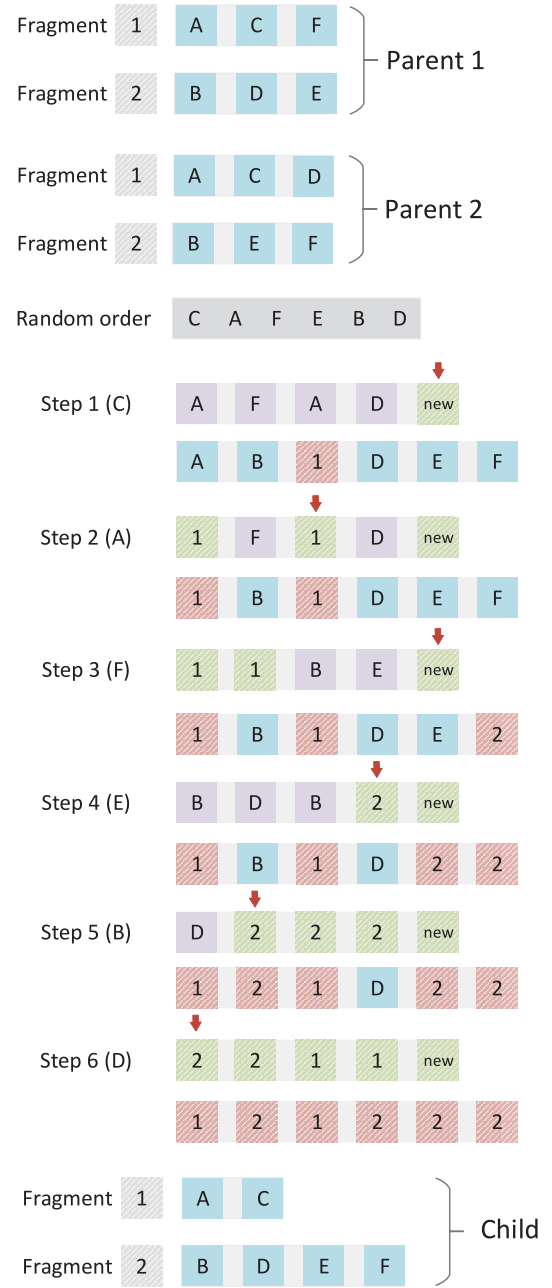 Fragment 1 A C F
Parent 1
Fragment 2 B D E
Fragment 1 A C D
Parent 2
Fragment 2 B E F
Random order C A F E B D
Step 1 (C) A F A D new
A B 1 D E F
Step 2 (A) 1 F 1 D new
1 B 1 D E F
Step 3 (F) 1 1 B E new
1 B 1 D E 2
Step 4 (E) B D B 2 new
1 B 1 D 2 2
Step 5 (B) D 2 2 2 new
1 2 1 D 2 2
Step 6 (D) 2 2 1 1 new
1 2 1 2 2 2
Fragment 1 A C
Child
Fragment 2 B D E F